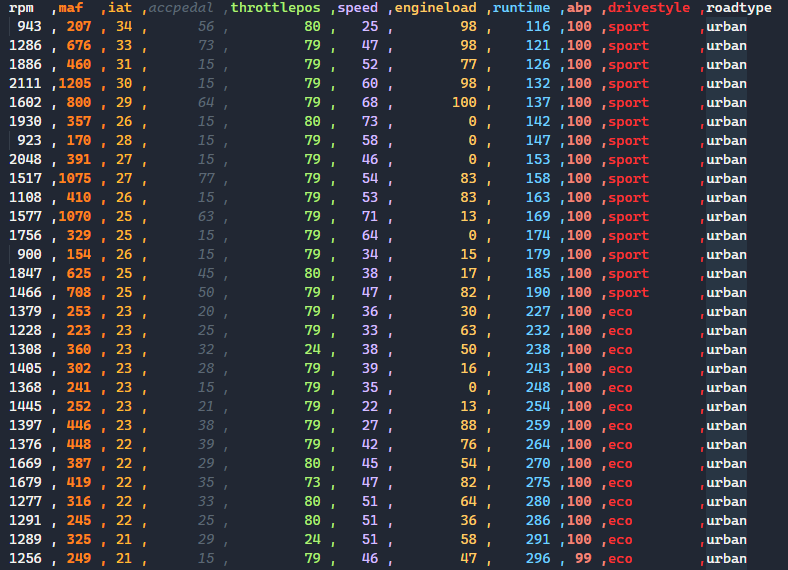 rpm ,maf ,iat ,accpedal ,throttlepos ,speed ,engineload ,runtime ,abp ,drivestyle ,roadtype
943 , 207 , 34 , 56 , 80 , 25 , 98 , 116 ,100 ,sport ,urban
1286 , 676 , 33 , 73 , 79 , 47 , 98 , 121 ,100 ,sport ,urban
1886 , 460 , 31 , 15 , 79 , 52 , 77 , 126 ,100 ,sport ,urban
2111 ,1205 , 30 , 15 , 79 , 60 , 98 , 132 ,100 ,sport ,urban
1602 , 800 , 29 , 64 , 79 , 68 , 100 , 137 ,100 ,sport ,urban
1930 , 357 , 26 , 15 , 80 , 73 , 0 , 142 ,100 ,sport ,urban
923 , 170 , 28 , 15 , 79 , 58 , 0 , 147 ,100 ,sport ,urban
2048 , 391 , 27 , 15 , 79 , 46 , 0 , 153 ,100 ,sport ,urban
1517 ,1075 , 27 , 77 , 79 , 54 , 83 , 158 ,100 ,sport ,urban
1108 , 410 , 26 , 15 , 79 , 53 , 83 , 163 ,100 ,sport ,urban
1577 ,1070 , 25 , 63 , 79 , 71 , 13 , 169 ,100 ,sport ,urban
1756 , 329 , 25 , 15 , 79 , 64 , 0 , 174 ,100 ,sport ,urban
900 , 154 , 26 , 15 , 79 , 34 , 15 , 179 ,100 ,sport ,urban
1847 , 625 , 25 , 45 , 80 , 38 , 17 , 185 ,100 ,sport ,urban
1466 , 708 , 25 , 50 , 79 , 47 , 82 , 190 ,100 ,sport ,urban
1379 , 253 , 23 , 20 , 79 , 36 , 30 , 227 ,100 ,eco ,urban
1228 , 223 , 23 , 25 , 79 , 33 , 63 , 232 ,100 ,eco ,urban
1308 , 360 , 23 , 32 , 24 , 38 , 50 , 238 ,100 ,eco ,urban
1405 , 302 , 23 , 28 , 79 , 39 , 16 , 243 ,100 ,eco ,urban
1368 , 241 , 23 , 15 , 79 , 35 , 0 , 248 ,100 ,eco ,urban
1445 , 252 , 23 , 21 , 79 , 22 , 13 , 254 ,100 ,eco ,urban
1397 , 446 , 23 , 38 , 79 , 27 , 88 , 259 ,100 ,eco ,urban
1376 , 448 , 22 , 39 , 79 , 42 , 76 , 264 ,100 ,eco ,urban
1669 , 387 , 22 , 29 , 80 , 45 , 54 , 270 ,100 ,eco ,urban
1679 , 419 , 22 , 35 , 73 , 47 , 82 , 275 ,100 ,eco ,urban
1277 , 316 , 22 , 33 , 80 , 51 , 64 , 280 ,100 ,eco ,urban
1291 , 245 , 22 , 25 , 80 , 51 , 36 , 286 ,100 ,eco ,urban
1289 , 325 , 21 , 29 , 24 , 51 , 58 , 291 ,100 ,eco ,urban
1256 , 249 , 21 , 15 , 79 , 46 , 47 , 296 , 99 ,eco ,urban